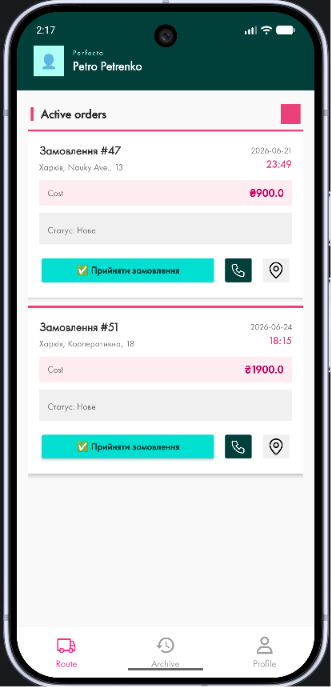 2:17
Perfecto
Petro Petrenko
Active orders
Замовлення #47
2026-06-21
Харків, Nauky Ave., 13
23:49
Cost
₴900.0
Статус: Нове
✅ Прийняти замовлення
Замовлення #51
2026-06-24
Харків, Кооперативна, 18
18:15
Cost
₴1900.0
Статус: Нове
✅ Прийняти замовлення
Route
Archive
Profile